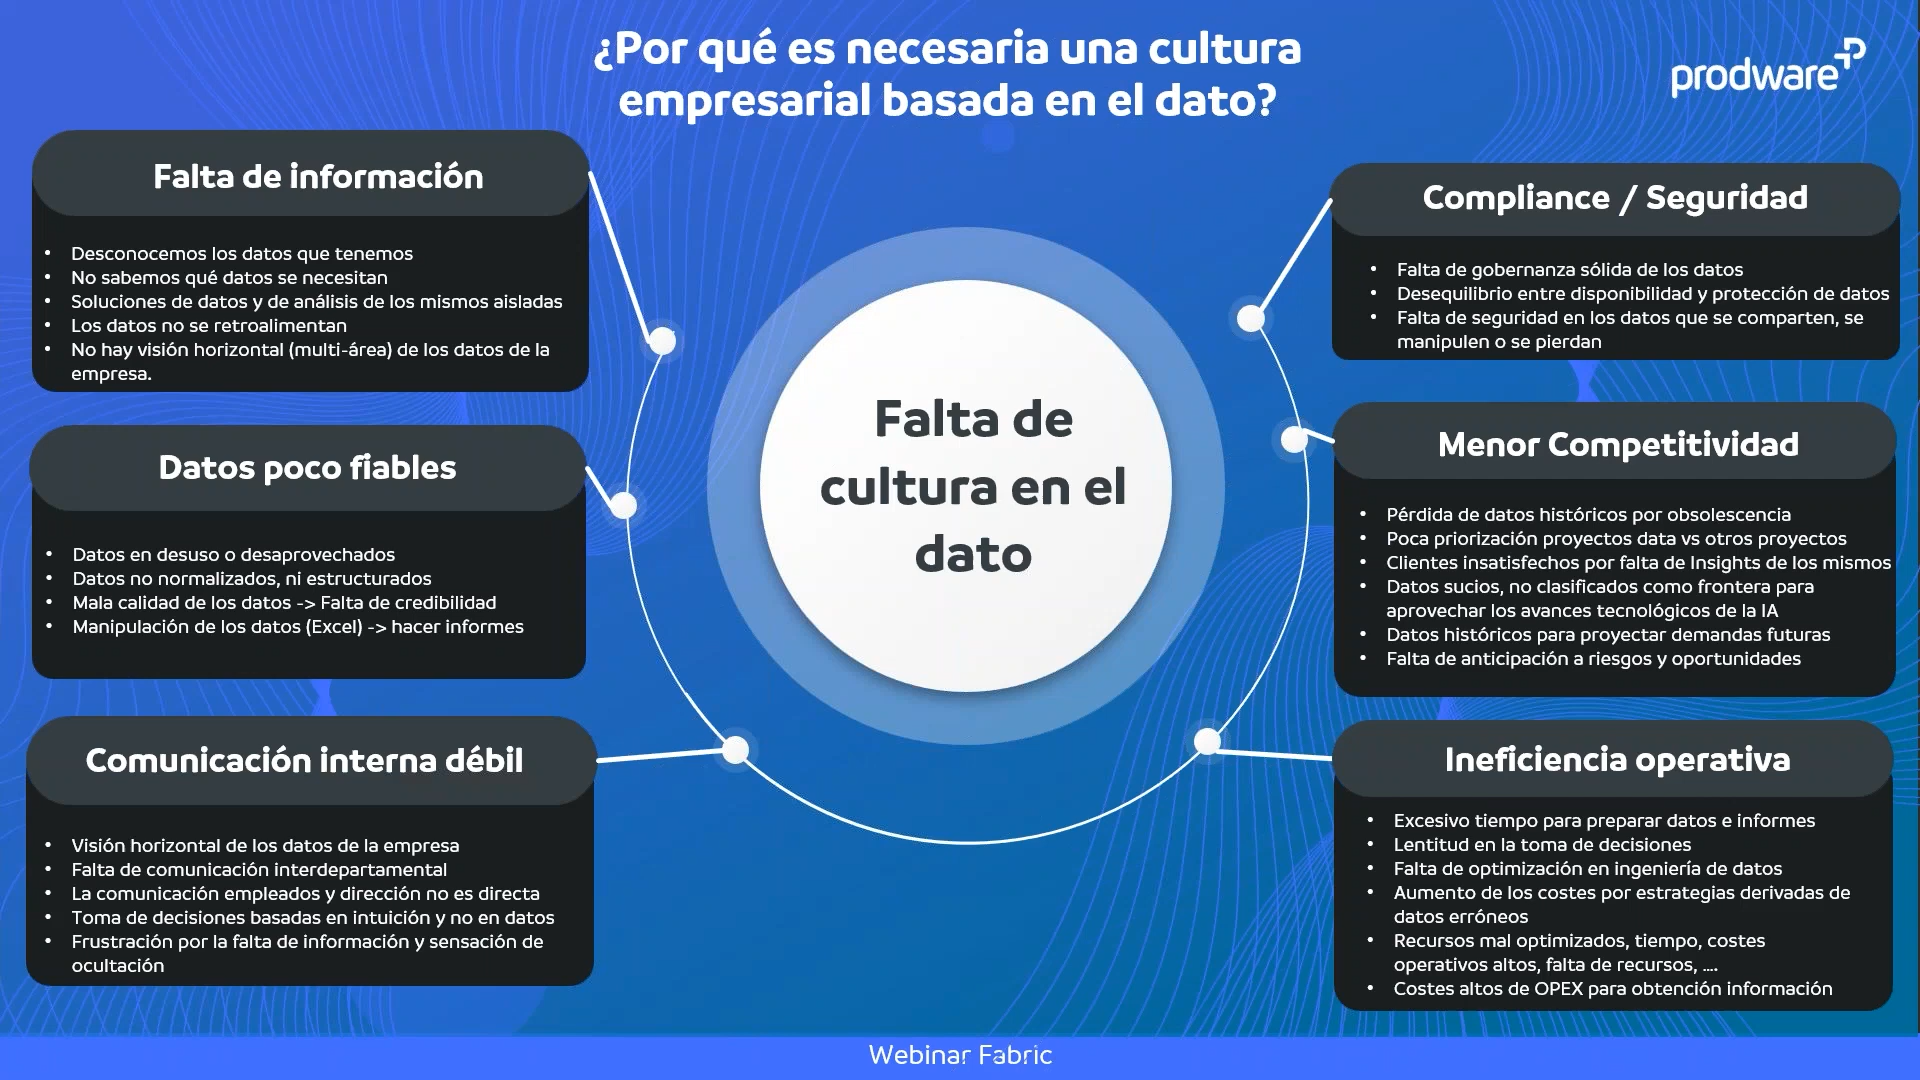 ¿Por qué es necesaria una cultura
empresarial basada en el dato?
prodware
Falta de información
• Desconocemos los datos que tenemos
• No sabemos qué datos se necesitan
• Soluciones de datos y de análisis de los mismos aisladas
• Los datos no se retroalimentan
• No hay visión horizontal (multi-área) de los datos de la
empresa.
Datos poco fiables
• Datos en desuso o desaprovechados
• Datos no normalizados, ni estructurados
• Mala calidad de los datos -> Falta de credibilidad
• Manipulación de los datos (Excel) -> hacer informes
Comunicación interna débil
• Visión horizontal de los datos de la empresa
• Falta de comunicación interdepartamental
• La comunicación empleados y dirección no es directa
• Toma de decisiones basadas en intuición y no en datos
• Frustración por la falta de información y sensación de
ocultación
Falta de
cultura en el
dato
Compliance / Seguridad
• Falta de gobernanza sólida de los datos
• Desequilibrio entre disponibilidad y protección de datos
• Falta de seguridad en los datos que se comparten, se
manipulen o se pierdan
Menor Competitividad
• Pérdida de datos históricos por obsolescencia
• Poca priorización proyectos data vs otros proyectos
• Clientes insatisfechos por falta de Insights de los mismos
• Datos sucios, no clasificados como frontera para
aprovechar los avances tecnológicos de la IA
• Datos históricos para proyectar demandas futuras
• Falta de anticipación a riesgos y oportunidades
Ineficiencia operativa
• Excesivo tiempo para preparar datos e informes
• Lentitud en la toma de decisiones
• Falta de optimización en ingeniería de datos
• Aumento de los costes por estrategias derivadas de
datos erróneos
• Recursos mal optimizados, tiempo, costes
operativos altos, falta de recursos, ....
• Costes altos de OPEX para obtención información
Webinar Fabric